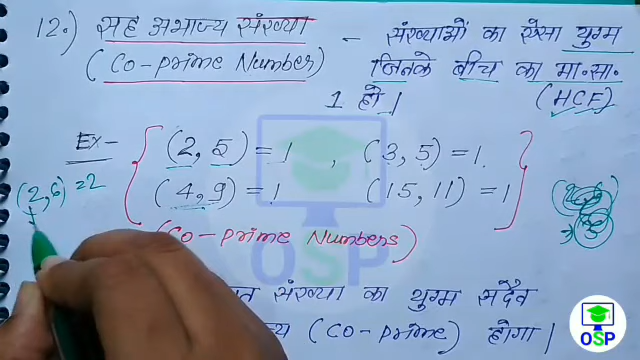 12.) सह अभाज्य संख्या – संख्याओं का ऐसा युग्म
(Co-prime Number) जिनके बीच का मा.सा.
1 हो | (HCF)
Ex-
(2, 5) = 1 , (3, 5) = 1
(2, 6) = 2
(4, 9) = 1 (15, 11) = 1
(Co-prime Numbers)
OSP
संख्या का युग्म सदैव
(Co-prime) होगा |
OSP